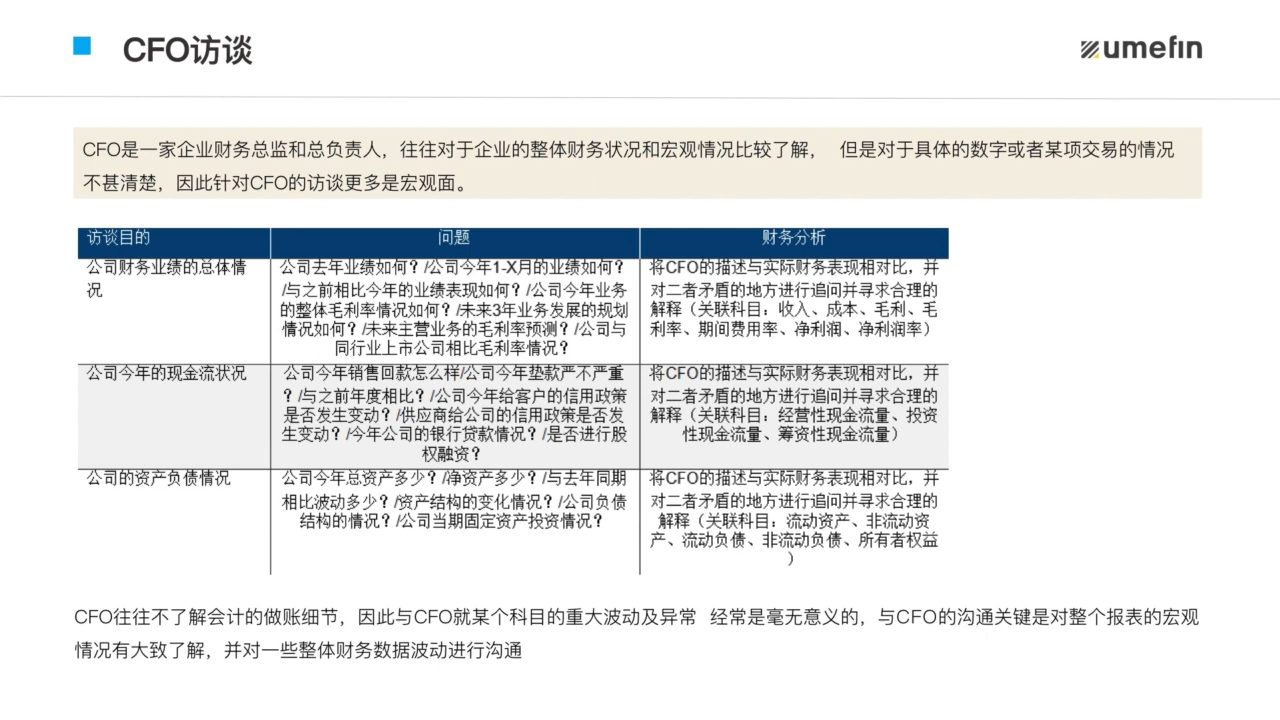 CFO访谈
umefin
CFO是一家企业财务总监和总负责人，往往对于企业的整体财务状况和宏观情况比较了解， 但是对于具体的数字或者某项交易的情况
不甚清楚，因此针对CFO的访谈更多是宏观面。
访谈目的
问题
财务分析
公司财务业绩的总体情
况
公司去年业绩如何？/公司今年1-X月的业绩如何？
/与之前相比今年的业绩表现如何？/公司今年业务
的整体毛利率情况如何？/未来3年业务发展的规划
情况如何？/未来主营业务的毛利率预测？/公司与
同行业上市公司相比毛利率情况？
将CFO的描述与实际财务表现相对比，并
对二者矛盾的地方进行追问并寻求合理的
解释（关联科目：收入、成本、毛利、毛
利率、期间费用率、净利润、净利润率）
公司今年的现金流状况
公司今年销售回款怎么样/公司今年垫款严不严重
？/与之前年度相比？/公司今年给客户的信用政策
是否发生变动？/供应商给公司的信用政策是否发
生变动？/今年公司的银行贷款情况？/是否进行股
权融资？
将CFO的描述与实际财务表现相对比，并
对二者矛盾的地方进行追问并寻求合理的
解释（关联科目：经营性现金流量、投资
性现金流量、筹资性现金流量）
公司的资产负债情况
公司今年总资产多少？/净资产多少？/与去年同期
相比波动多少？/资产结构的变化情况？/公司负债
结构的情况？/公司当期固定资产投资情况？
将CFO的描述与实际财务表现相对比，并
对二者矛盾的地方进行追问并寻求合理的
解释（关联科目：流动资产、非流动资
产、流动负债、非流动负债、所有者权益
）
CFO往往不了解会计的做账细节，因此与CFO就某个科目的重大波动及异常 经常是毫无意义的，与CFO的沟通关键是对整个报表的宏观
情况有大致了解，并对一些整体财务数据波动进行沟通